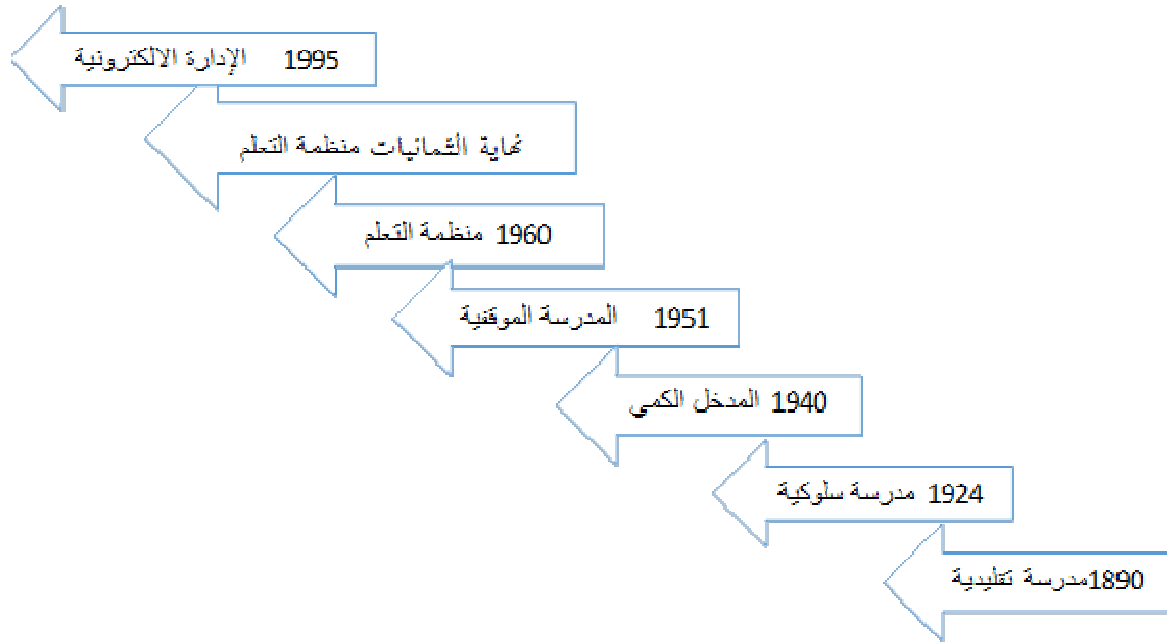 1995 الإدارة الالكترونية
نهاية الثمانيات منظمة التعلم
1960 منظمة التعلم
1951 المدرسة الموقفية
1940 المدخل الكمي
1924 مدرسة سلوكية
1890مدرسة تقليدية